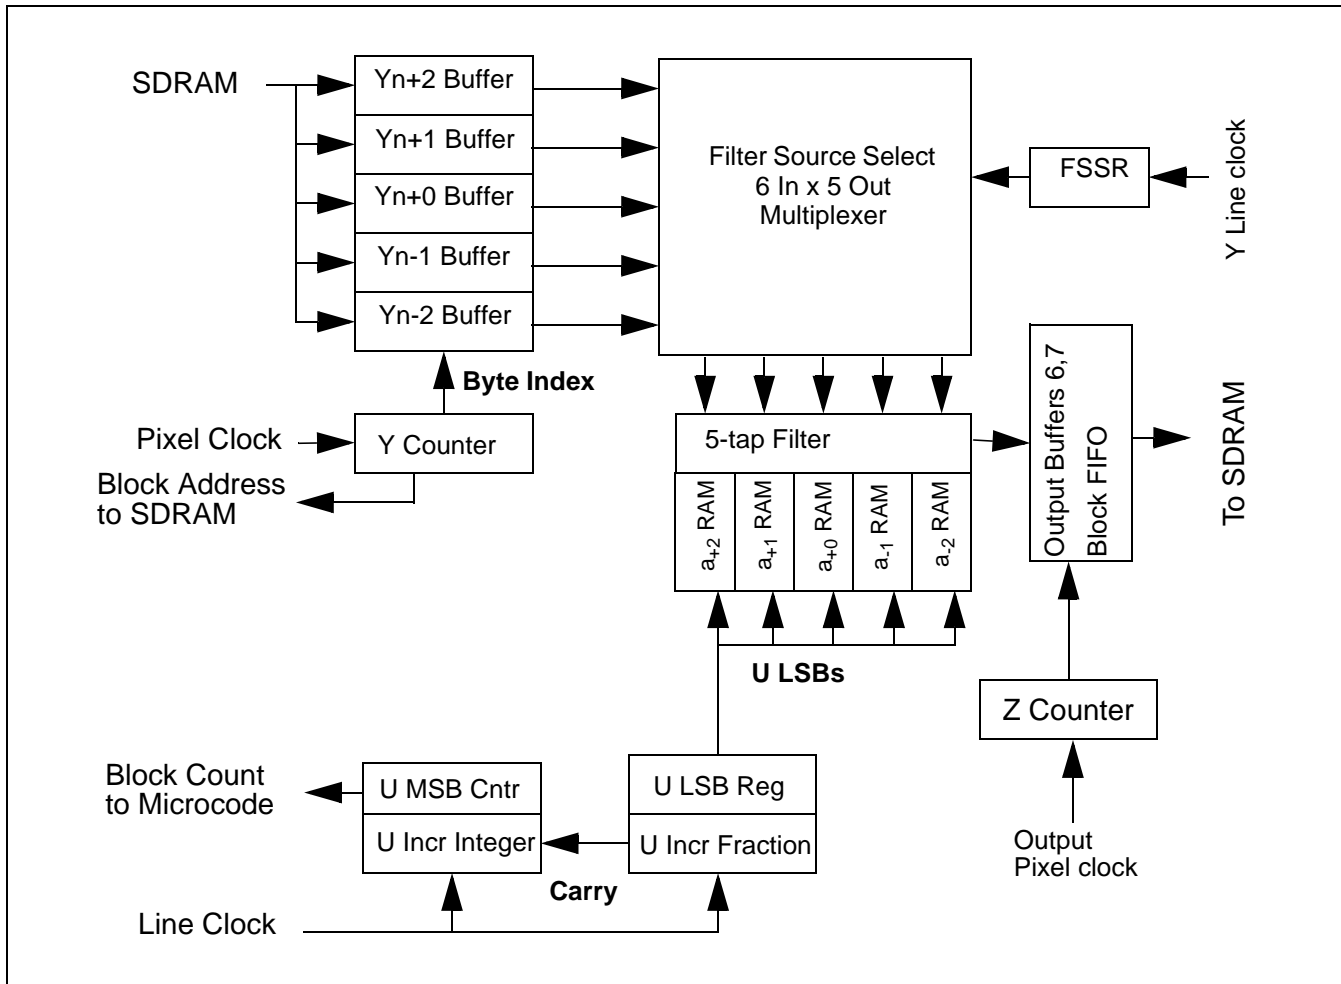 SDRAM
Yn+2 Buffer
Yn+1 Buffer
Yn+0 Buffer
Yn-1 Buffer
Yn-2 Buffer
Filter Source Select
6 In x 5 Out
Multiplexer
FSSR
Y Line clock
Byte Index
Pixel Clock
Y Counter
Block Address
to SDRAM
5-tap Filter
a+2 RAM
a+1 RAM
a+0 RAM
a-1 RAM
a-2 RAM
Output Buffers 6,7
Block FIFO
To SDRAM
U LSBs
Z Counter
Block Count
to Microcode
U MSB Cntr
U Incr Integer
U LSB Reg
U Incr Fraction
Carry
Line Clock
Output
Pixel clock